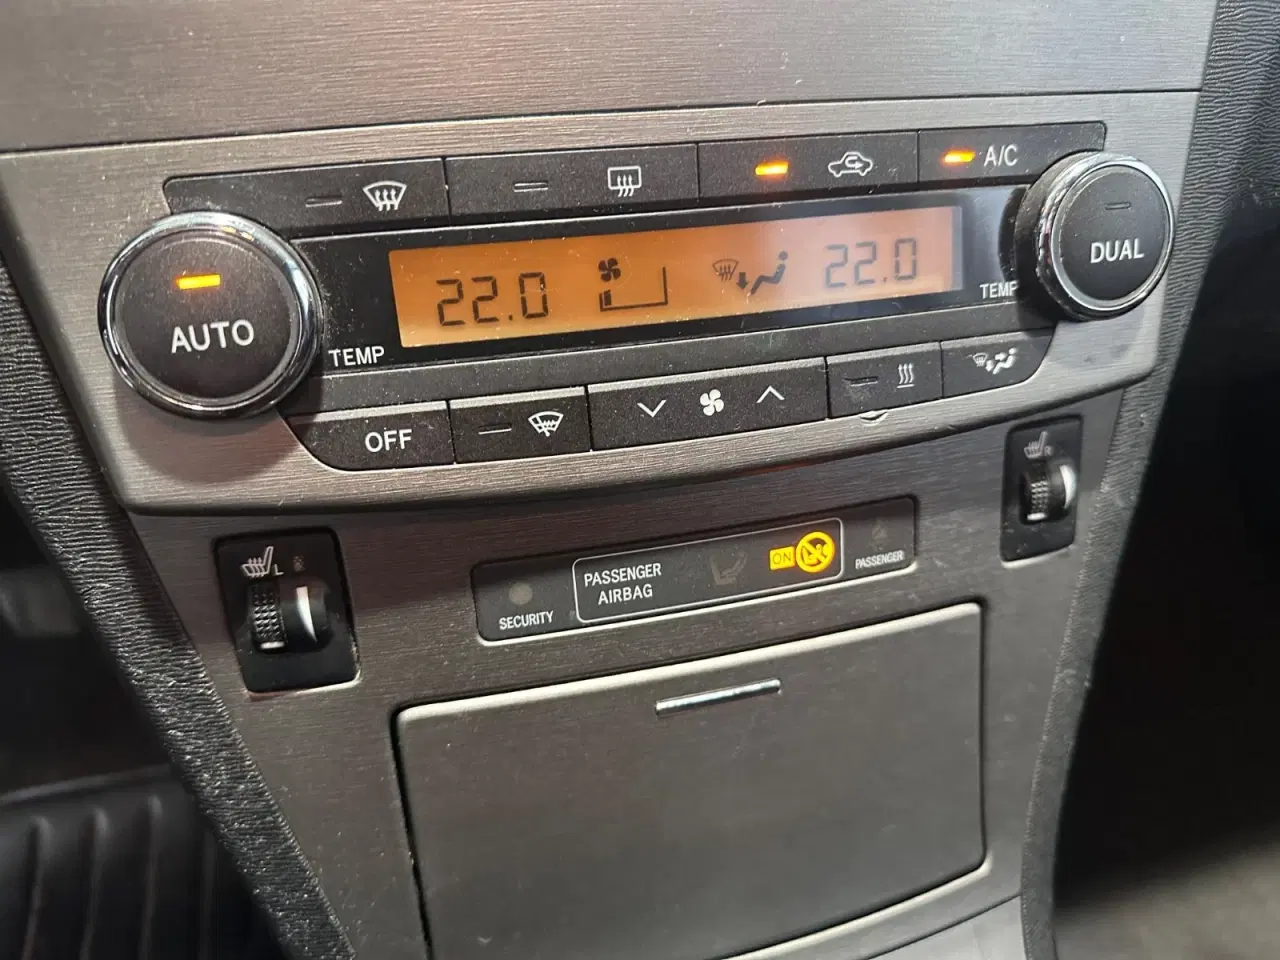 A/C
AUTO
22.0
22.0
DUAL
TEMP
TEMP
OFF
R
L
PASSENGER
AIRBAG
ON
SECURITY
PASSENGER